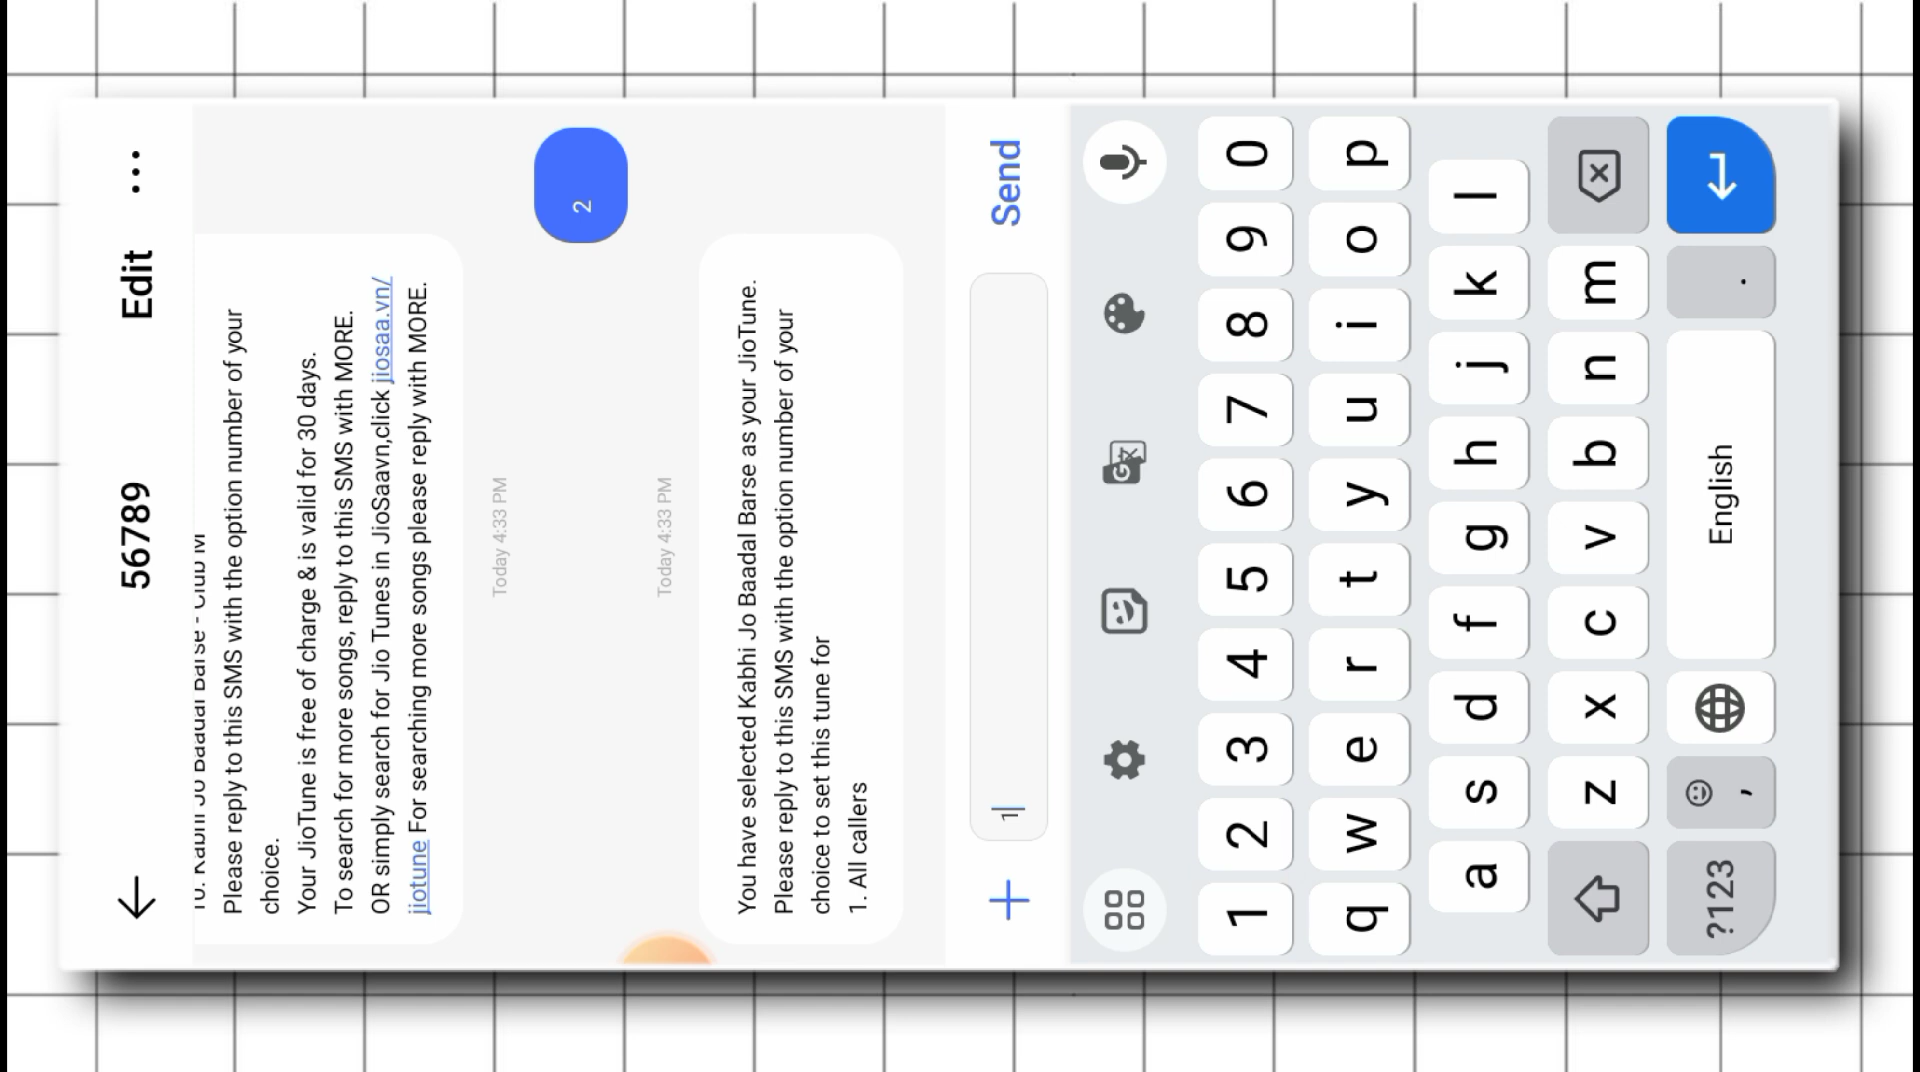 56789
Edit
10. Kabhi Jo Baadal Barse - Club M
Please reply to this SMS with the option number of your
choice.
Your JioTune is free of charge & is valid for 30 days.
To search for more songs, reply to this SMS with MORE.
OR simply search for Jio Tunes in JioSaavn,click jiosaa.vn/
jiotune For searching more songs please reply with MORE.
Today 4:33 PM
2
Today 4:33 PM
You have selected Kabhi Jo Baadal Barse as your JioTune.
Please reply to this SMS with the option number of your
choice to set this tune for
1. All callers
1
Send
1 2 3 4 5 6 7 8 9 0
q w e r t y u i o p
a s d f g h j k l
z x c v b n m
?123 , English .